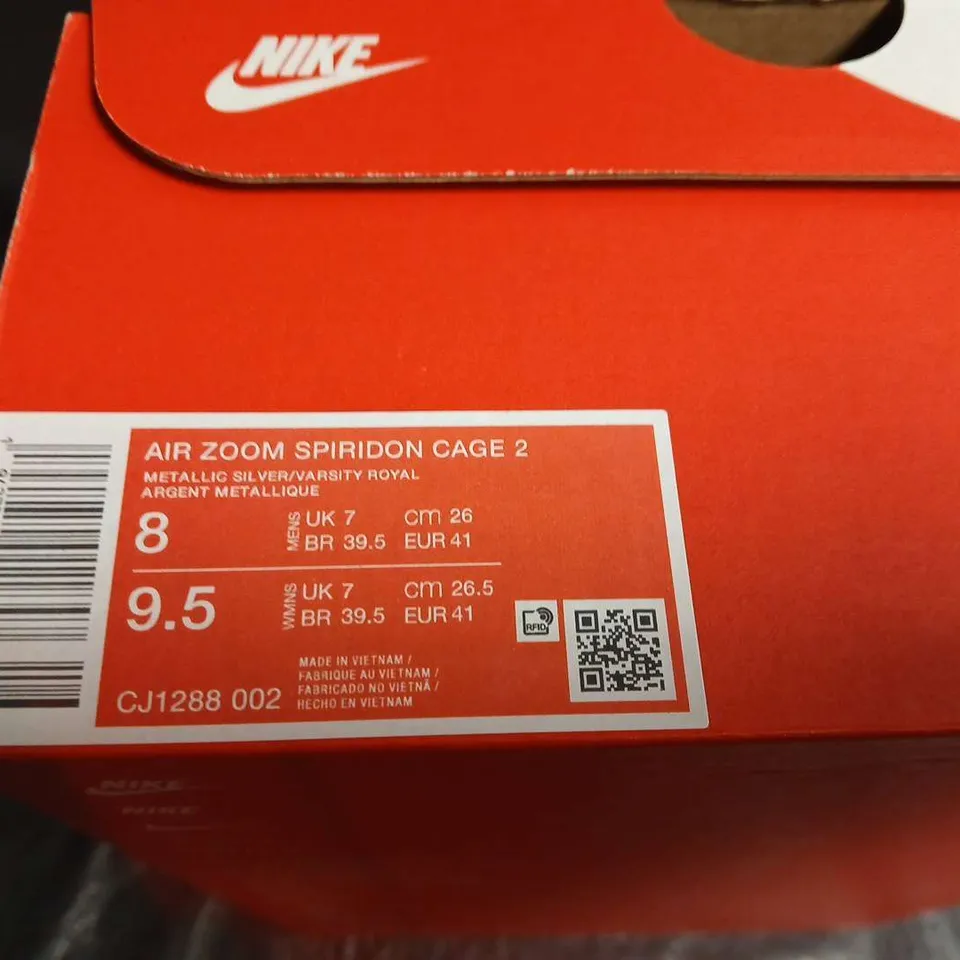 NIKE
AIR ZOOM SPIRIDON CAGE 2
METALLIC SILVER/VARSITY ROYAL
ARGENT METALLIQUE
8 MENS UK 7 cm 26
BR 39.5 EUR 41
9.5 WMNS UK 7 cm 26.5
BR 39.5 EUR 41
RFID
MADE IN VIETNAM /
FABRIQUE AU VIETNAM /
FABRICADO NO VIETNÃ /
HECHO EN VIETNAM
CJ1288 002
NIKE
NIKE